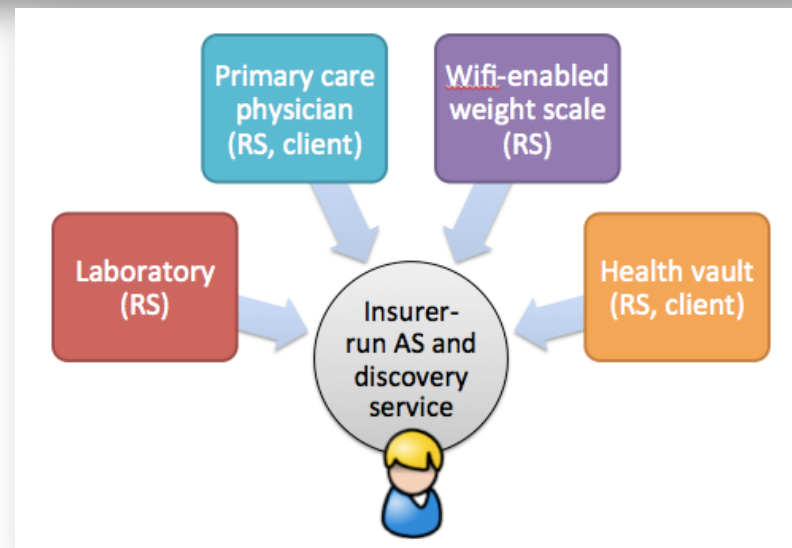 Primary care
physician
(RS, client)
Wifi-enabled
weight scale
(RS)
Laboratory
(RS)
Health vault
(RS, client)
Insurer-
run AS and
discovery
service